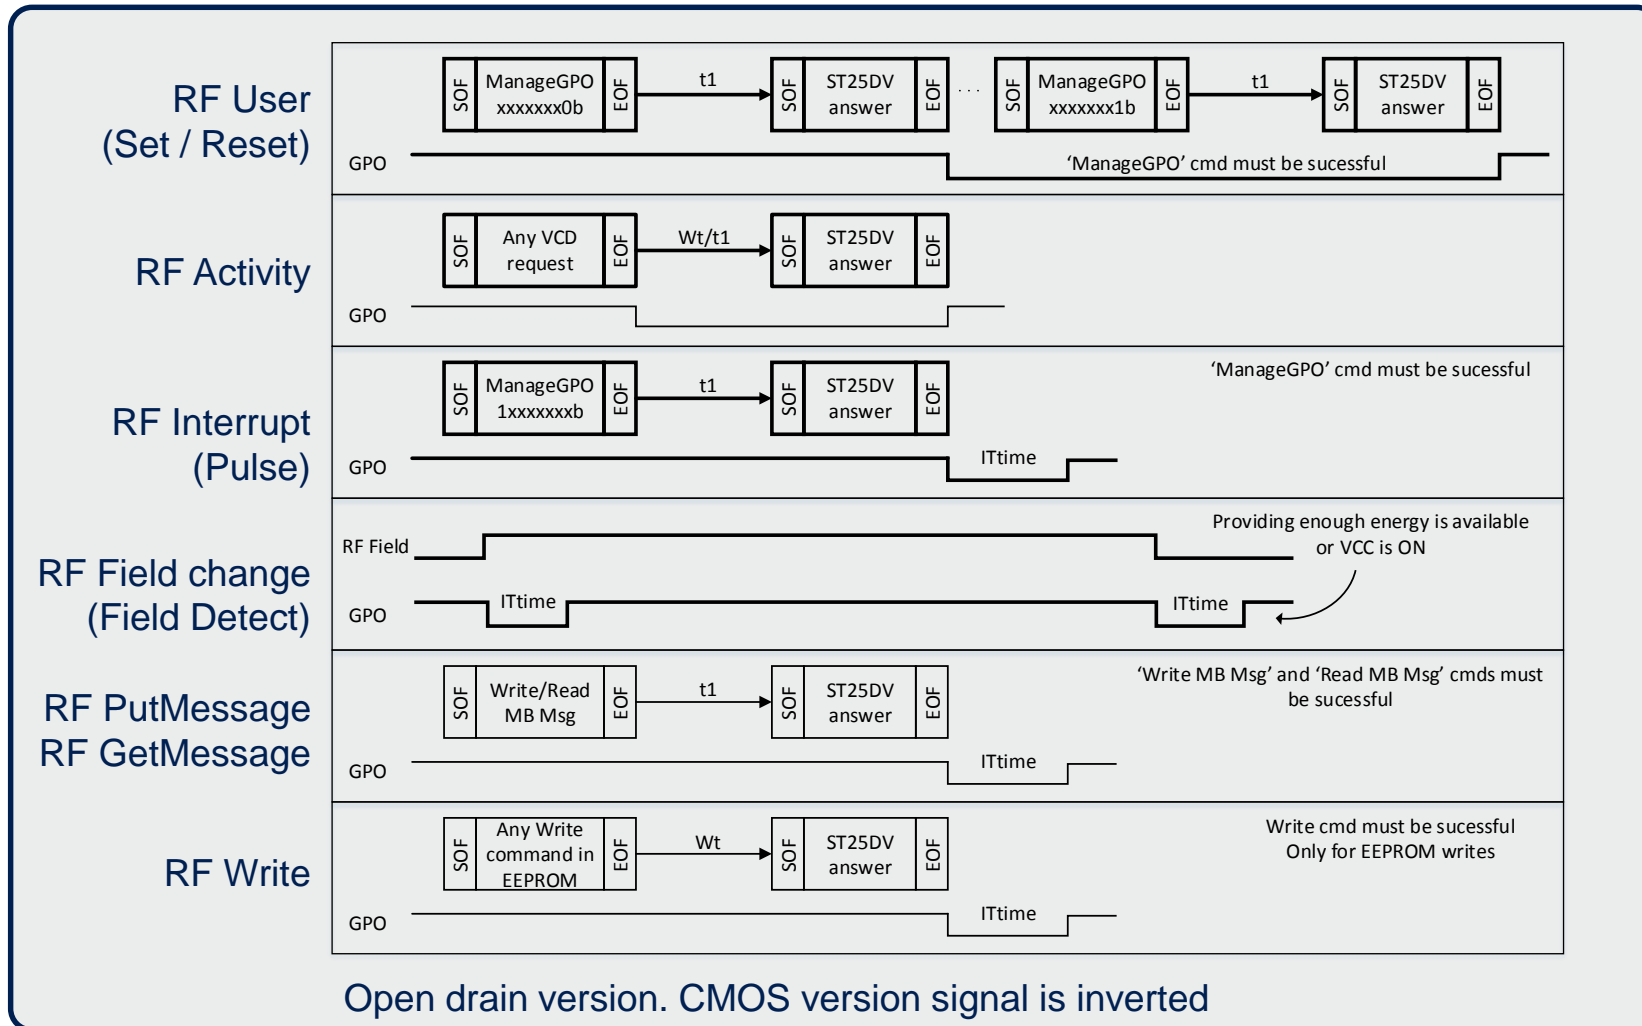 RF User
(Set / Reset)
SOF
ManageGPO
xxxxxxx0b
EOF
t1
SOF
ST25DV
answer
EOF
. . .
SOF
ManageGPO
xxxxxxx1b
EOF
t1
SOF
ST25DV
answer
EOF
GPO
‘ManageGPO’ cmd must be sucessful
RF Activity
SOF
Any VCD
request
EOF
Wt/t1
SOF
ST25DV
answer
EOF
GPO
RF Interrupt
(Pulse)
SOF
ManageGPO
1xxxxxxxb
EOF
t1
SOF
ST25DV
answer
EOF
‘ManageGPO’ cmd must be sucessful
GPO
ITtime
RF Field change
(Field Detect)
RF Field
Providing enough energy is available
or VCC is ON
GPO
ITtime
ITtime
RF PutMessage
RF GetMessage
SOF
Write/Read
MB Msg
EOF
t1
SOF
ST25DV
answer
EOF
‘Write MB Msg’ and ‘Read MB Msg’ cmds must
be sucessful
GPO
ITtime
RF Write
SOF
Any Write
command in
EEPROM
EOF
Wt
SOF
ST25DV
answer
EOF
Write cmd must be sucessful
Only for EEPROM writes
GPO
ITtime
Open drain version. CMOS version signal is inverted